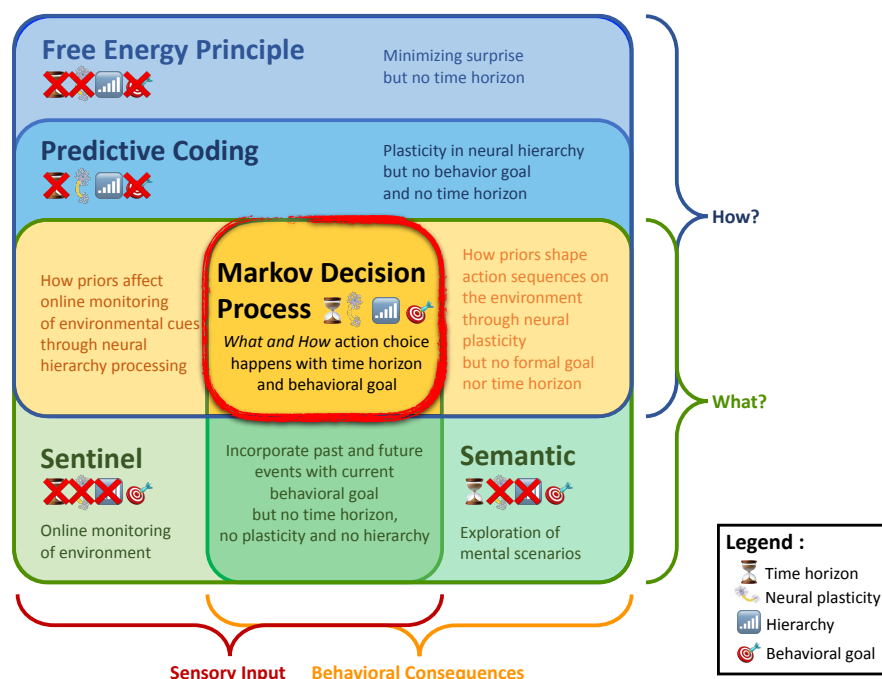 Free Energy Principle
Minimizing surprise
but no time horizon
Predictive Coding
Plasticity in neural hierarchy
but no behavior goal
and no time horizon
How?
How priors affect
online monitoring
of environmental cues
through neural
hierarchy processing
Markov Decision
Process
What and How action choice
happens with time horizon
and behavioral goal
How priors shape
action sequences on
the environment
through neural
plasticity
but no formal goal
nor time horizon
What?
Sentinel
Online monitoring
of environment
Incorporate past and future
events with current
behavioral goal
but no time horizon,
no plasticity and no hierarchy
Semantic
Exploration of
mental scenarios
Legend :
Time horizon
Neural plasticity
Hierarchy
Behavioral goal
Sensory Input
Behavioral Consequences